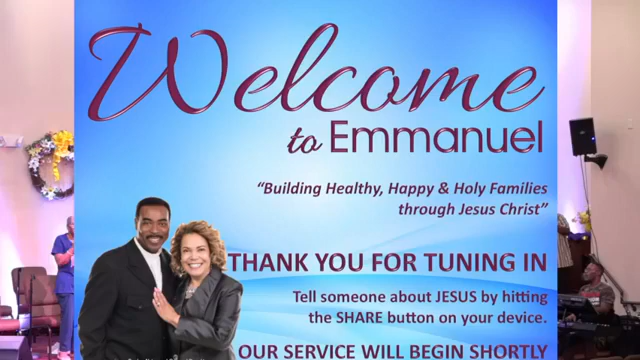 Welcome
to Emmanuel
“Building Healthy, Happy & Holy Families
through Jesus Christ”
THANK YOU FOR TUNING IN
Tell someone about JESUS by hitting
the SHARE button on your device.
OUR SERVICE WILL BEGIN SHORTLY